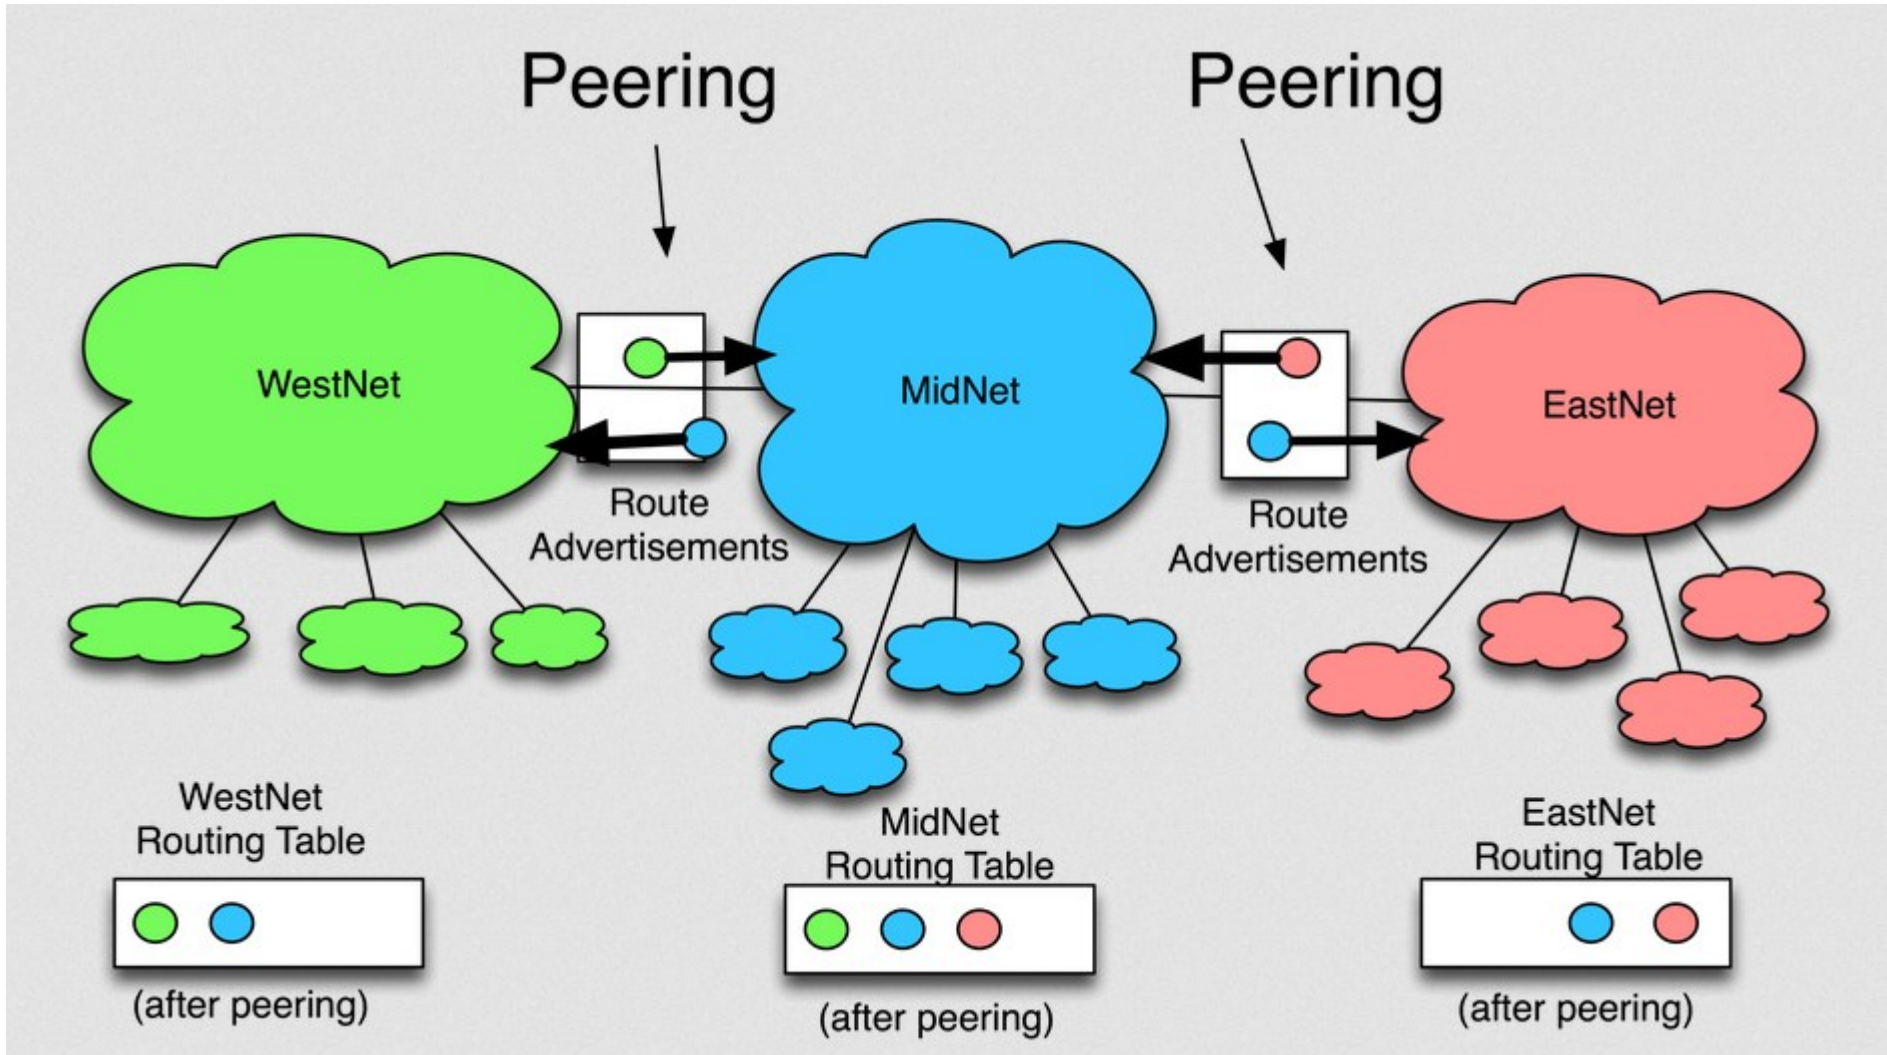 Peering
Peering
WestNet
MidNet
EastNet
Route
Advertisements
Route
Advertisements
WestNet
Routing Table
(after peering)
MidNet
Routing Table
(after peering)
EastNet
Routing Table
(after peering)